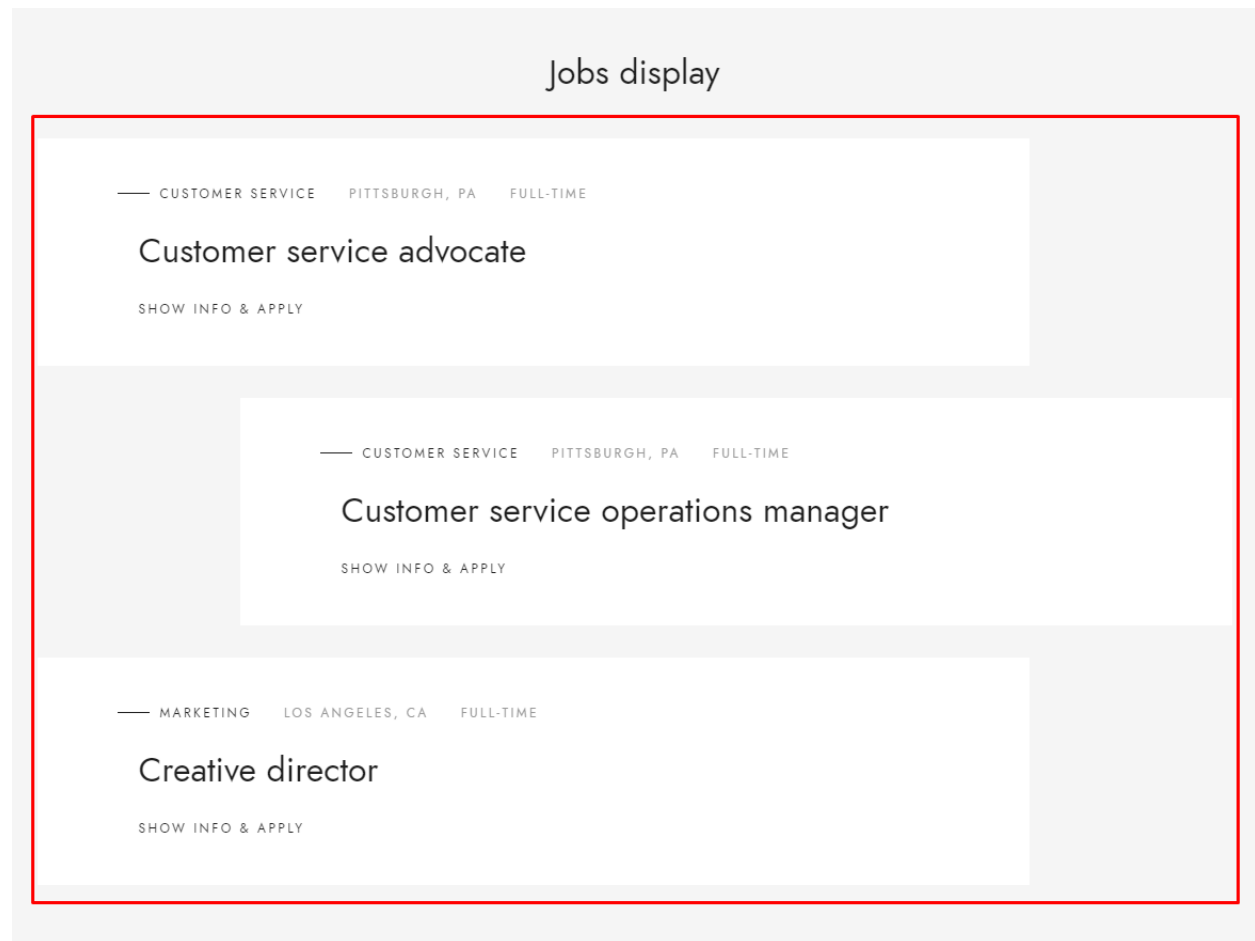 Jobs display
CUSTOMER SERVICE PITTSBURGH, PA FULL-TIME
Customer service advocate
SHOW INFO & APPLY
CUSTOMER SERVICE PITTSBURGH, PA FULL-TIME
Customer service operations manager
SHOW INFO & APPLY
MARKETING LOS ANGELES, CA FULL-TIME
Creative director
SHOW INFO & APPLY